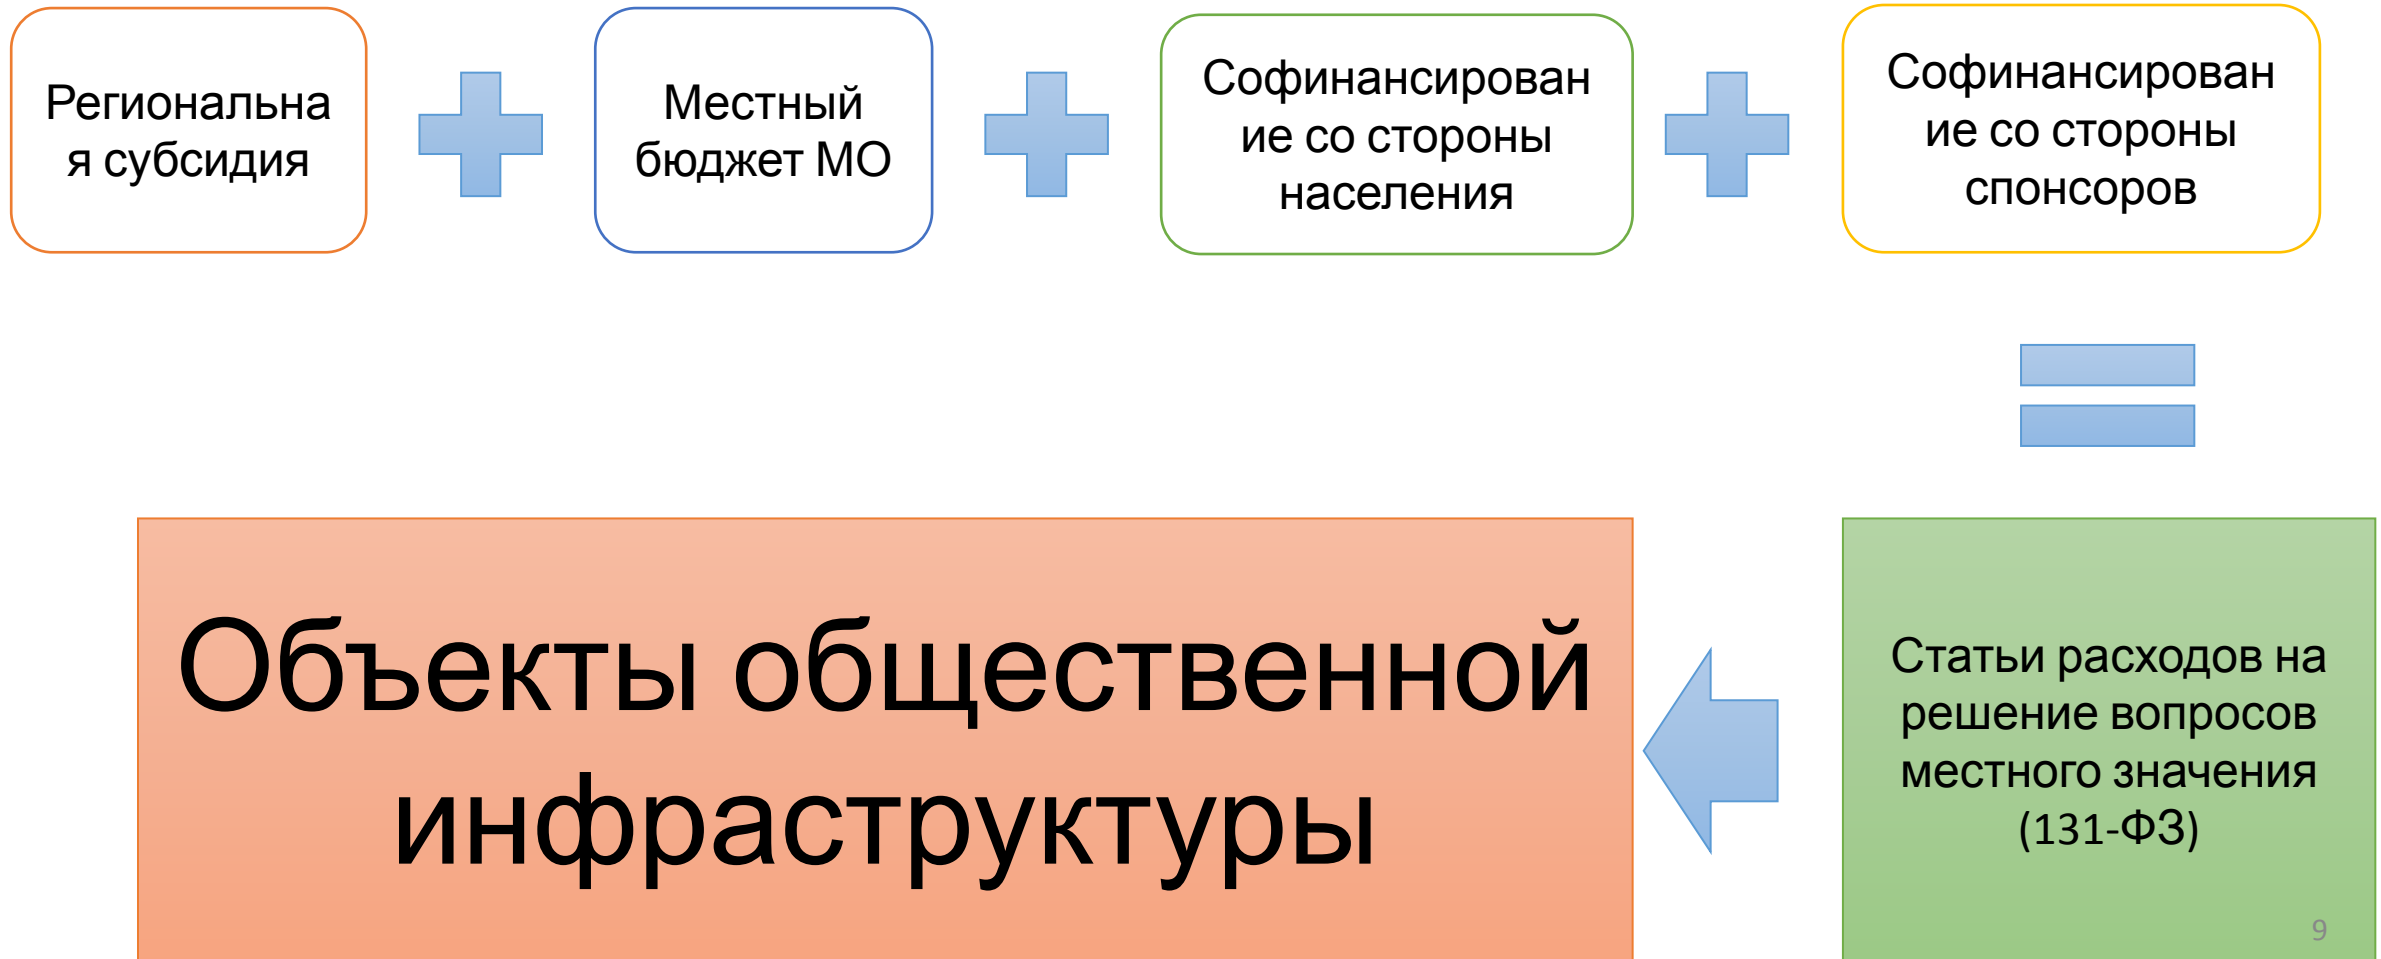 Региональна
я субсидия
Местный
бюджет МО
Софинансирован
ие со стороны
населения
Софинансирован
ие со стороны
спонсоров
Объекты общественной
инфраструктуры
Статьи расходов на
решение вопросов
местного значения
(131-ФЗ)
9